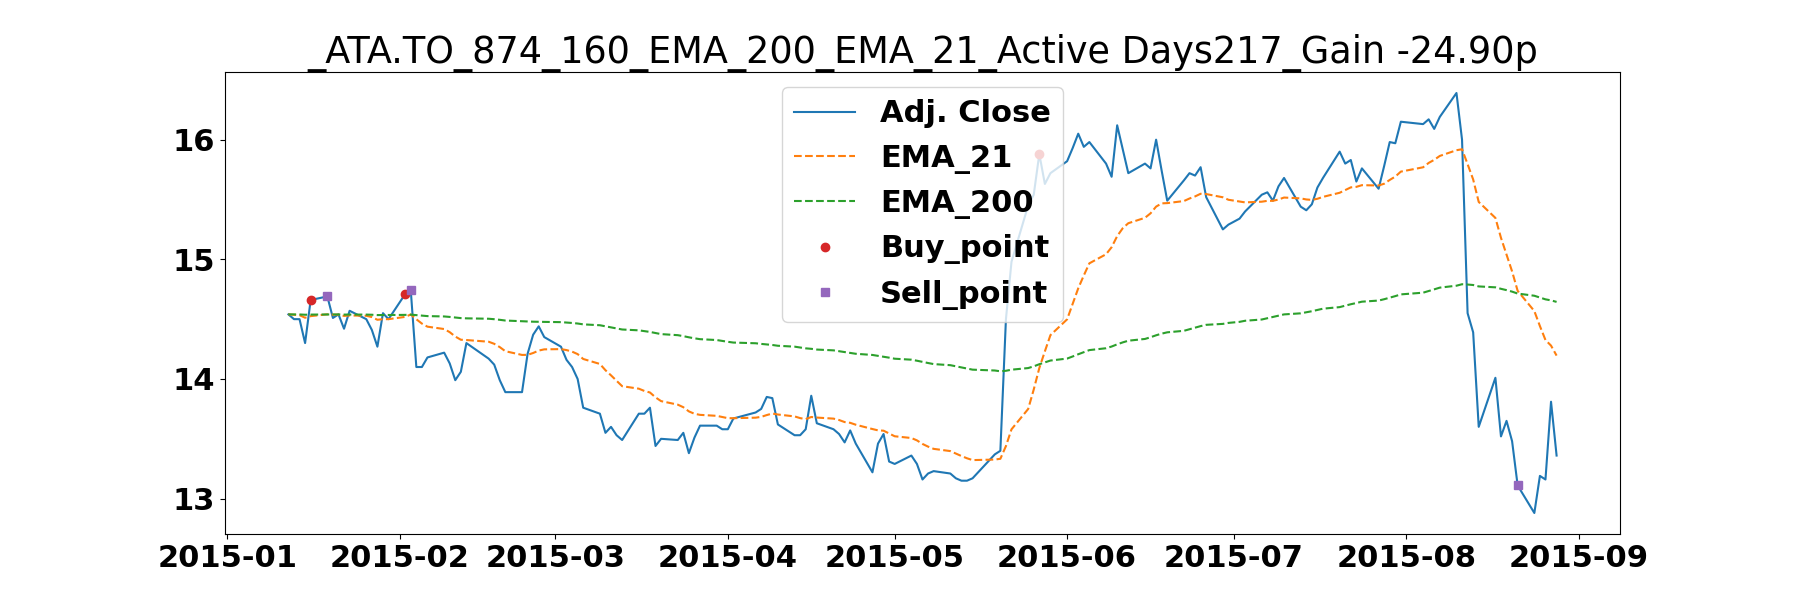 _ATA.TO_874_160_EMA_200_EMA_21_Active Days217_Gain -24.90p
Adj. Close
EMA_21
EMA_200
Buy_point
Sell_point
16
15
14
13
2015-01 2015-02 2015-03 2015-04 2015-05 2015-06 2015-07 2015-08 2015-09